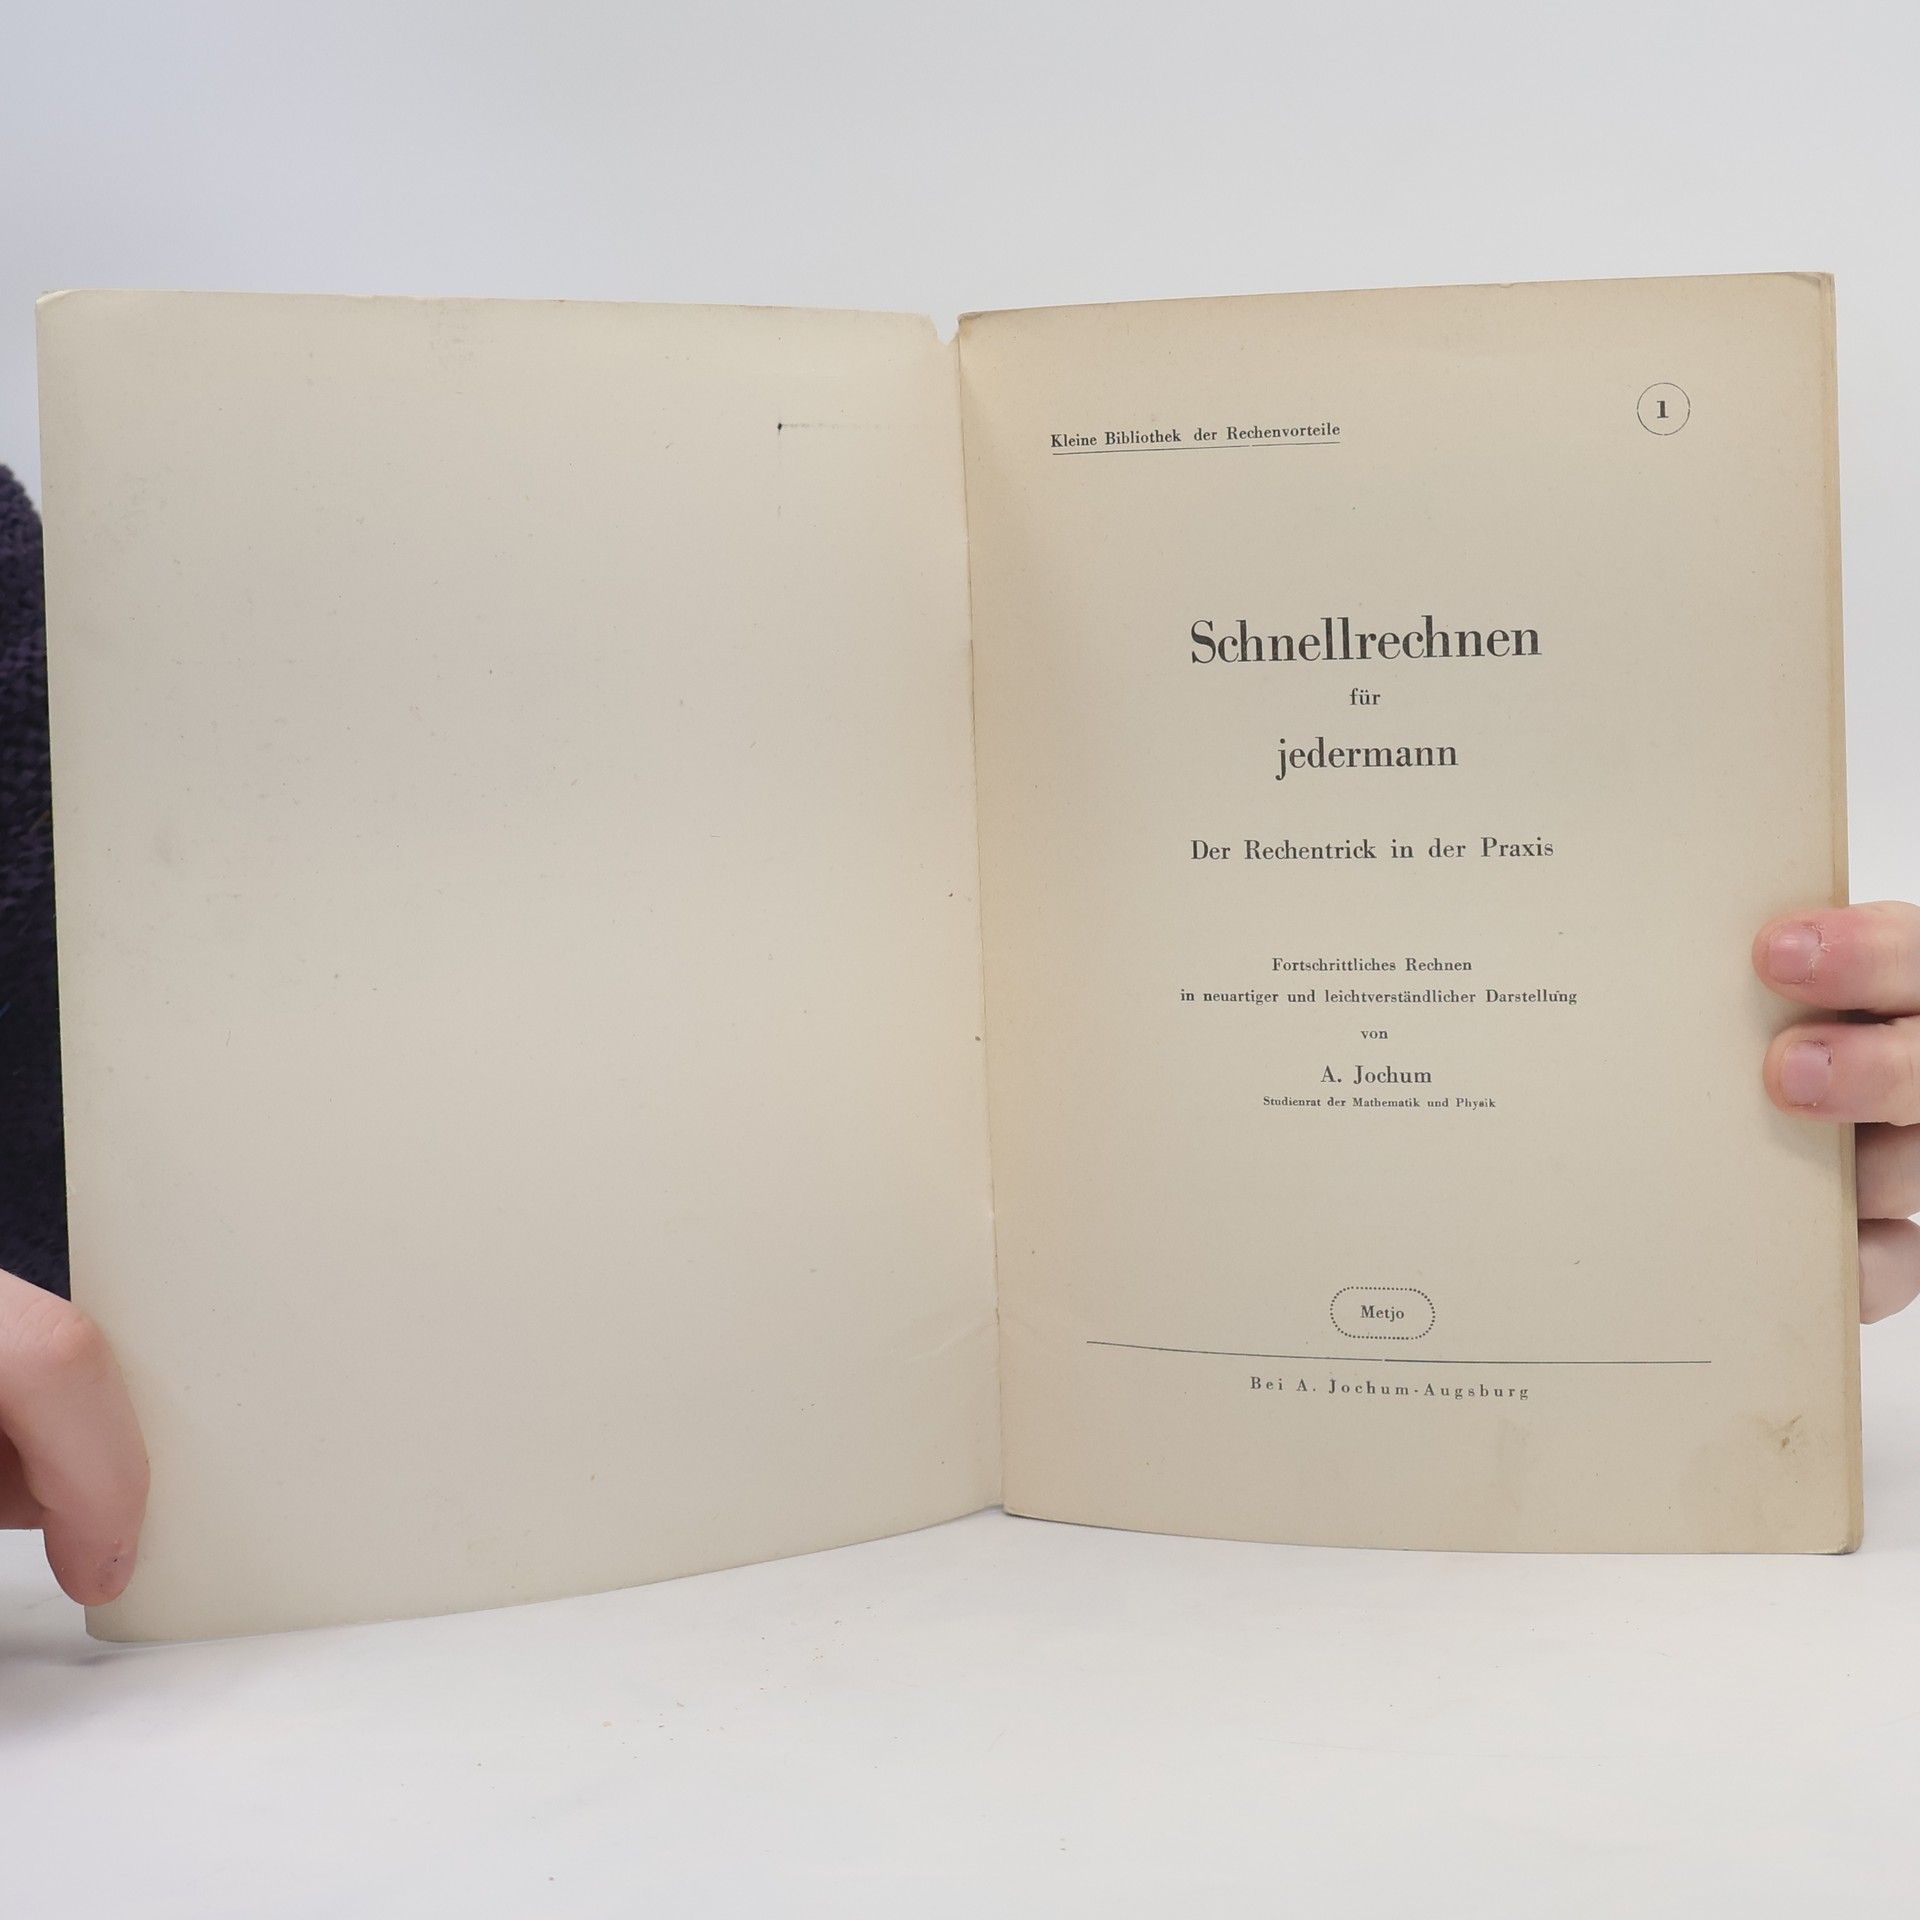 Kleine Bibliothek der Rechenvorteile
1
Schnellrechnen
für
jedermann
Der Rechentrick in der Praxis
Fortschrittliches Rechnen
in neuartiger und leichtverständlicher Darstellung
von
A. Jochum
Studienrat der Mathematik und Physik
Metjo
Bei A. Jochum-Augsburg